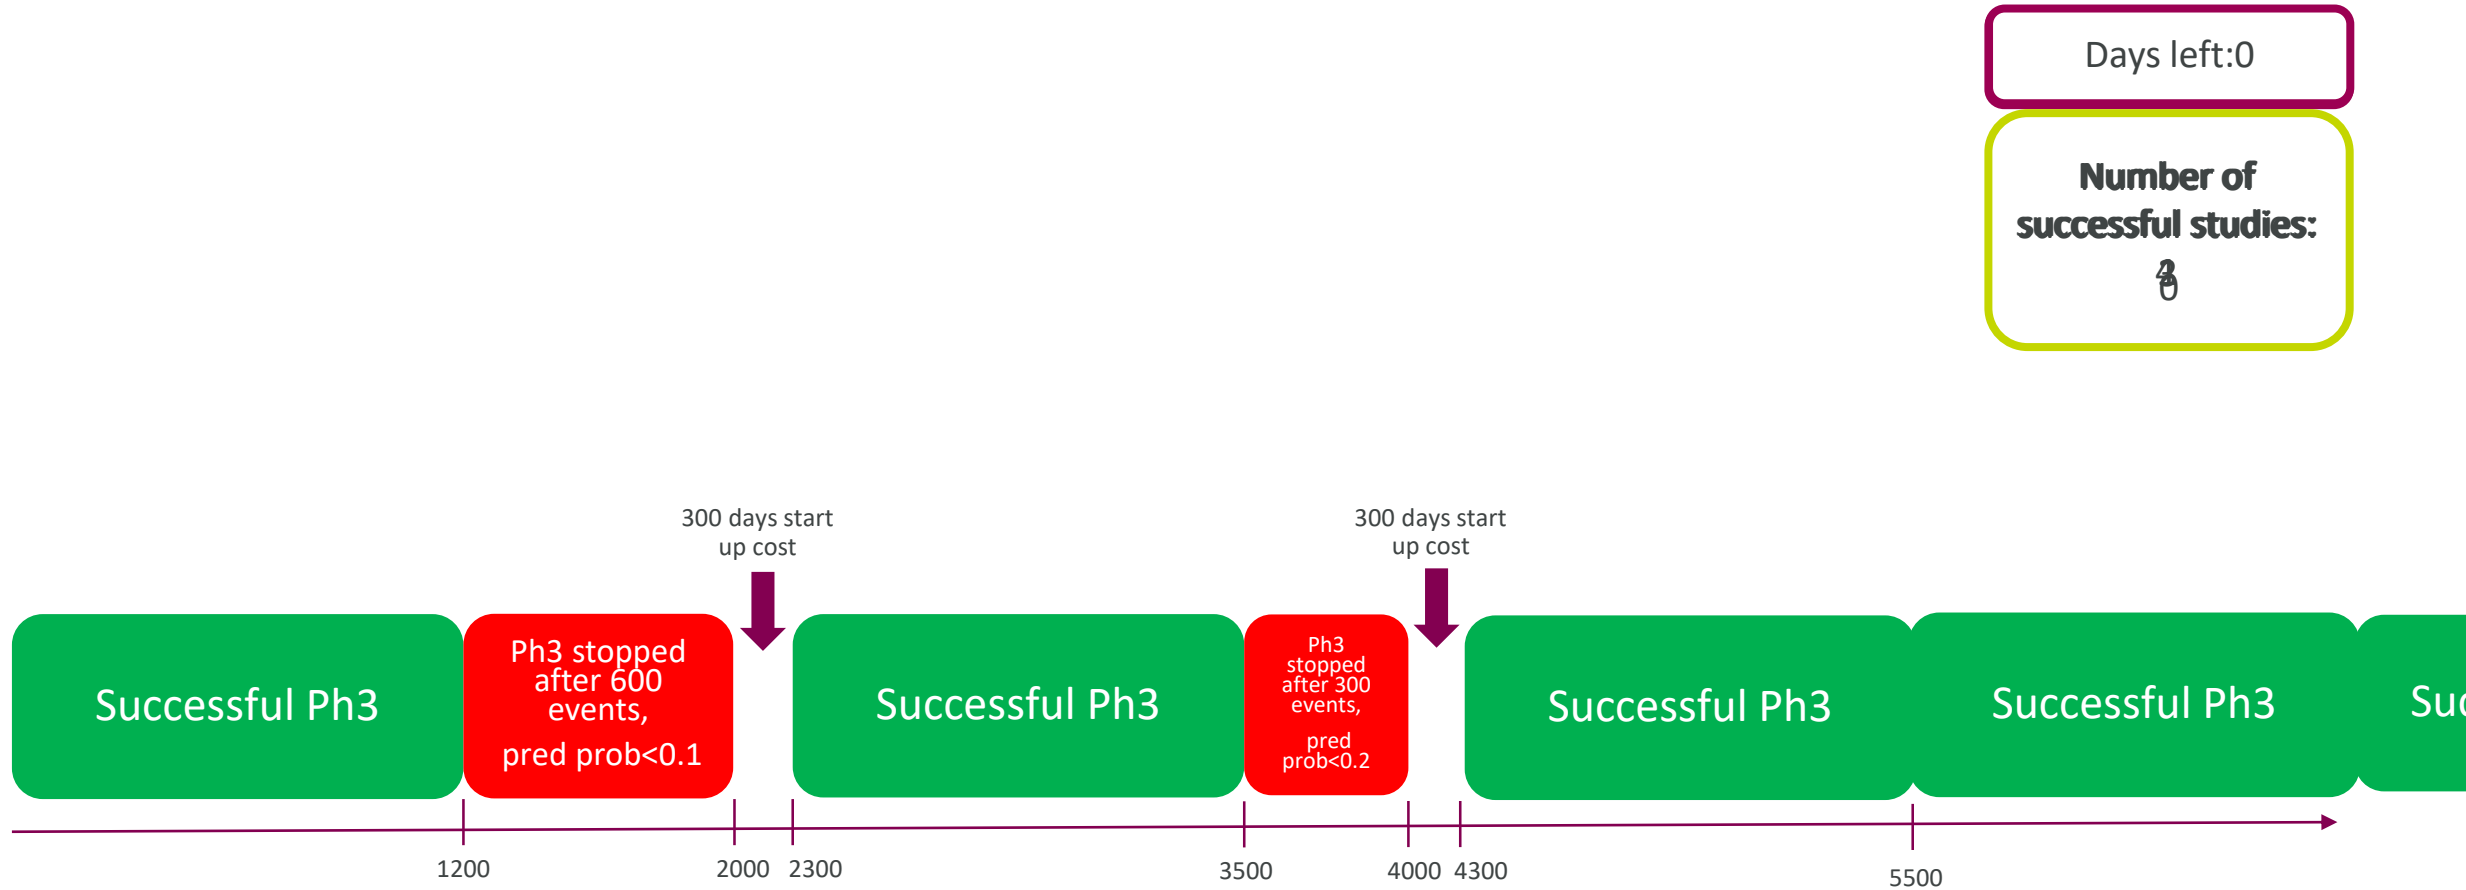 Days left:0
Number of
successful studies:
300 days start
up cost
300 days start
up cost
Successful Ph3
Ph3 stopped
after 600
events,
pred prob<0.1
Successful Ph3
Ph3
stopped
after 300
events,
pred
prob<0.2
Successful Ph3
Successful Ph3
1200
2000
2300
3500
4000
4300
5500